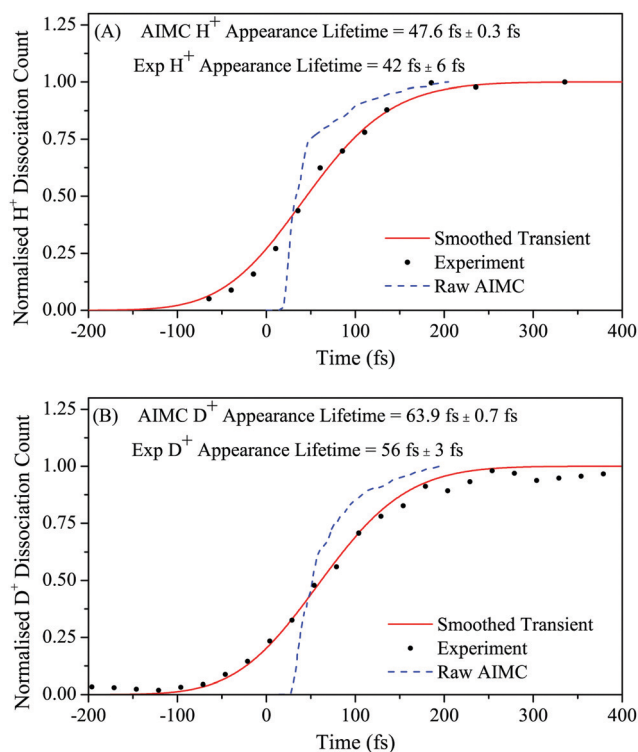 (A) AIMC H+ Appearance Lifetime = 47.6 fs ± 0.3 fs
Exp H+ Appearance Lifetime = 42 fs ± 6 fs
1.25
1.00
0.75
0.50
0.25
0.00
Normalised H+ Dissociation Count
Smoothed Transient
Experiment
Raw AIMC
-200 -100 0 100 200 300 400
Time (fs)
(B) AIMC D+ Appearance Lifetime = 63.9 fs ± 0.7 fs
Exp D+ Appearance Lifetime = 56 fs ± 3 fs
1.25
1.00
0.75
0.50
0.25
0.00
Normalised D+ Dissociation Count
Smoothed Transient
Experiment
Raw AIMC
-200 -100 0 100 200 300 400
Time (fs)